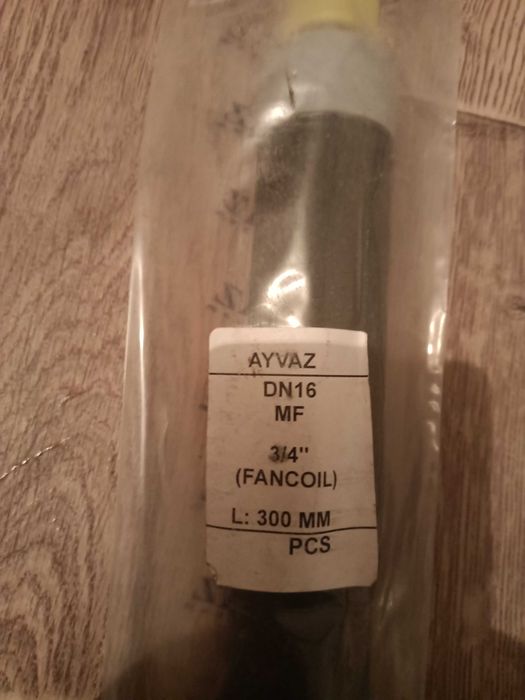 AYVAZ
DN16
MF
3/4"
(FANCOIL)
L: 300 MM
PCS